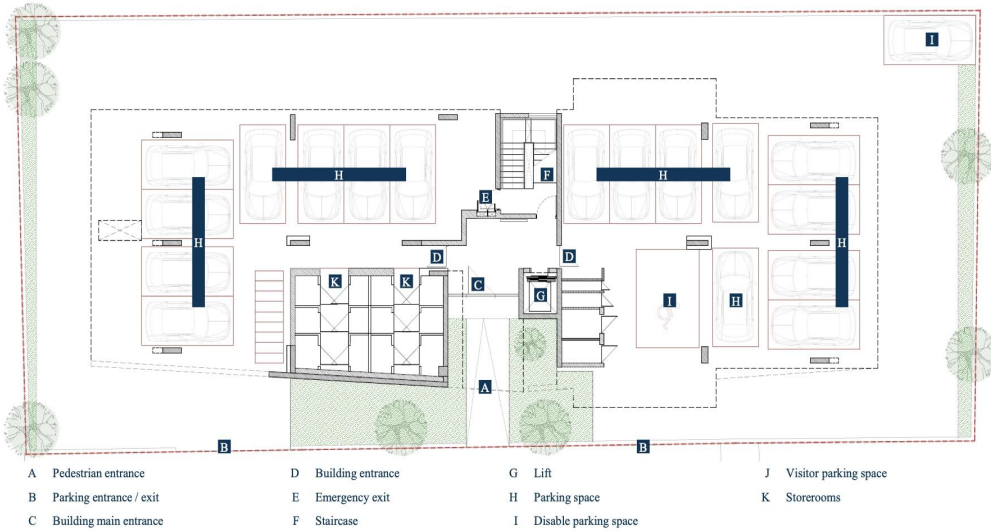 I
H
H
F
E
H
H
D
D
K
K
C
G
I
H
A
B
B
A Pedestrian entrance
B Parking entrance / exit
C Building main entrance
D Building entrance
E Emergency exit
F Staircase
G Lift
H Parking space
I Disable parking space
J Visitor parking space
K Storerooms